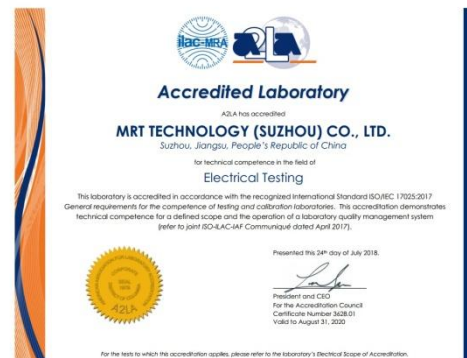 ilac-MRA
A2LA
Accredited Laboratory
A2LA has accredited
MRT TECHNOLOGY (SUZHOU) CO., LTD.
Suzhou, Jiangsu, People's Republic of China
for technical competence in the field of
Electrical Testing
This laboratory is accredited in accordance with the recognized International Standard ISO/IEC 17025:2017
General requirements for the competence of testing and calibration laboratories. This accreditation demonstrates
technical competence for a defined scope and the operation of a laboratory quality management system
(refer to joint ISO-ILAC-IAF Communiqué dated April 2017).
Presented this 24th day of July 2018.
President and CEO
For the Accreditation Council
Certificate Number 3628.01
Valid to August 31, 2020
CORPORATE
SEAL
1978
A2LA
For the tests to which this accreditation applies, please refer to the laboratory's Electrical Scope of Accreditation.